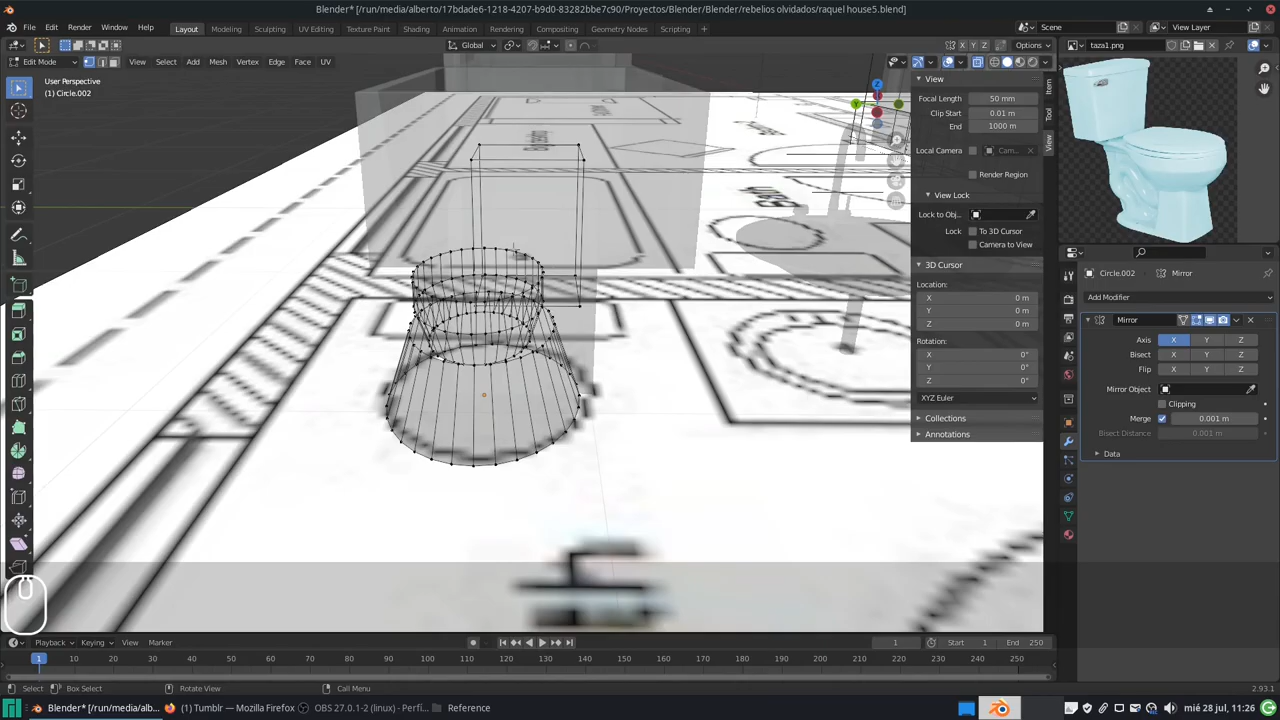 Blender* [/run/media/alberto/17bdade6-1218-4207-b9d0-83282bbe7c90/Proyectos/Blender/Blender/rebelios olvidados/raquel house5.blend]
File Edit Render Window Help Layout Modeling Sculpting UV Editing Texture Paint Shading Animation Rendering Compositing Geometry Nodes Scripting + Scene View Layer
Global X Y Z Options taza1.png
Edit Mode View Select Add Mesh Vertex Edge Face UV
User Perspective
(1) Circle.002
View
Focal Length 50 mm
Clip Start 0.01 m
End 1000 m
Local Camera Cam...
Render Region
View Lock
Lock to Obj...
Lock To 3D Cursor
Camera to View
3D Cursor
Location:
X 0 m
Y 0 m
Z 0 m
Rotation:
X 0°
Y 0°
Z 0°
XYZ Euler
Collections
Annotations
Item
Tool
View
Circle.002 Mirror
Add Modifier
Mirror
Axis X Y Z
Bisect X Y Z
Flip X Y Z
Mirror Object
Clipping
Merge 0.001 m
Bisect Distance 0.001 m
Data
Playback Keying View Marker 1 Start 1 End 250
1 10 20 30 40 50 60 70 80 90 100 110 120 130 140 150 160 170 180 190 200 210 220 230 240 250
Select Box Select Rotate View Call Menu 2.93.1
Blender* [/run/media/alb... (1) Tumblr — Mozilla Firefox OBS 27.0.1-2 (linux) - Perfi... Reference mié 28 jul, 11:26